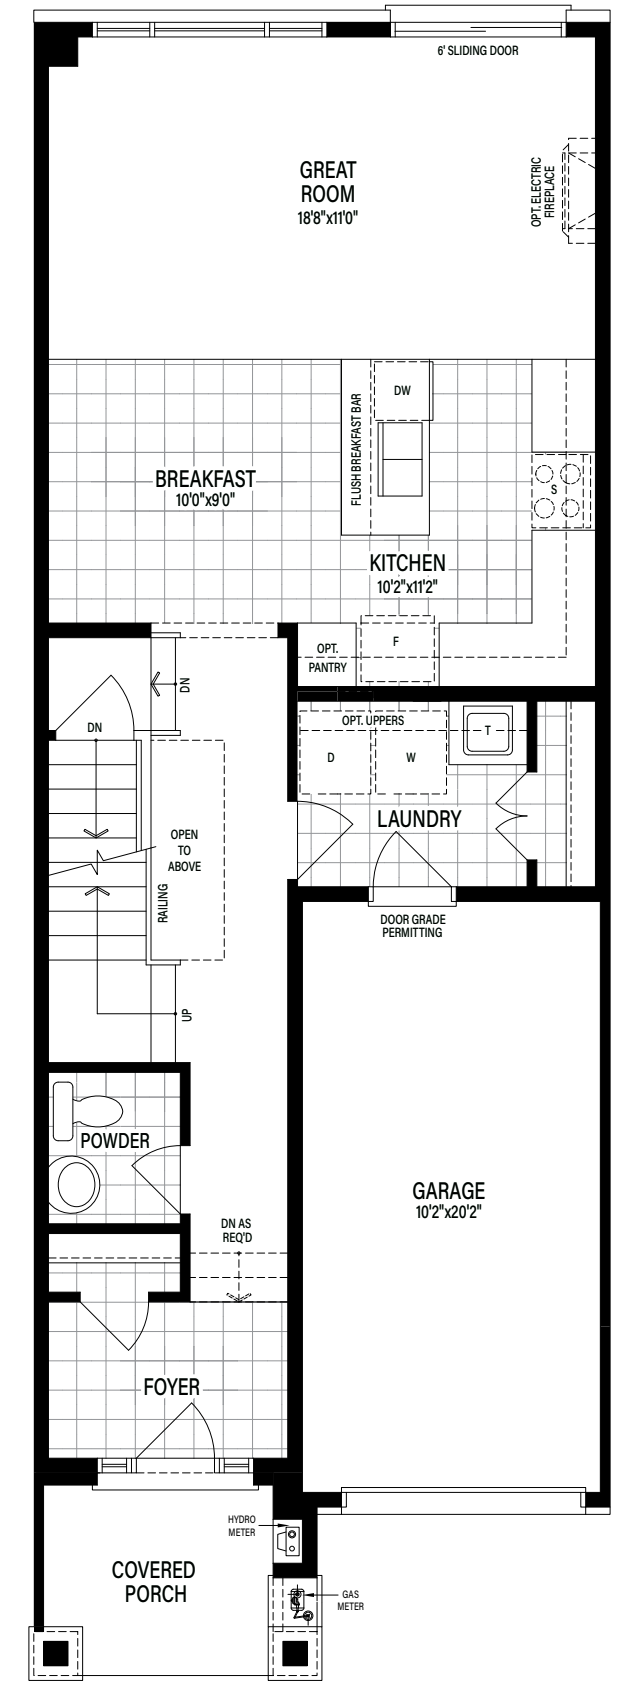 6' SLIDING DOOR
GREAT
ROOM
18'8"x11'0"
OPT. ELECTRIC
FIREPLACE
DW
FLUSH BREAKFAST BAR
BREAKFAST
10'0"x9'0"
S
KITCHEN
10'2"x11'2"
OPT.
PANTRY
F
DN
DN
OPT. UPPERS
T
D
W
LAUNDRY
OPEN
TO
ABOVE
RAILING
DOOR GRADE
PERMITTING
UP
POWDER
GARAGE
10'2"x20'2"
DN AS
REQ'D
FOYER
HYDRO
METER
COVERED
PORCH
GAS
METER